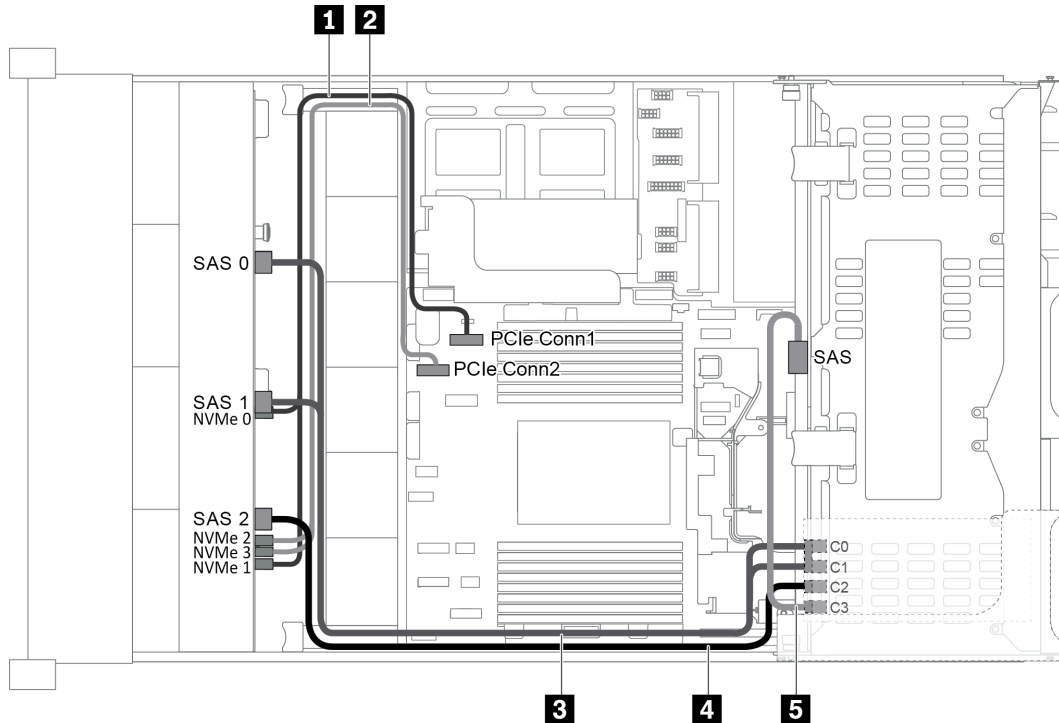 1 2
SAS 0
PCIe Conn1
SAS
PCIe Conn2
SAS 1
NVMe 0
SAS 2
NVMe 2
NVMe 3
NVMe 1
C0
C1
C2
C3
3 4 5